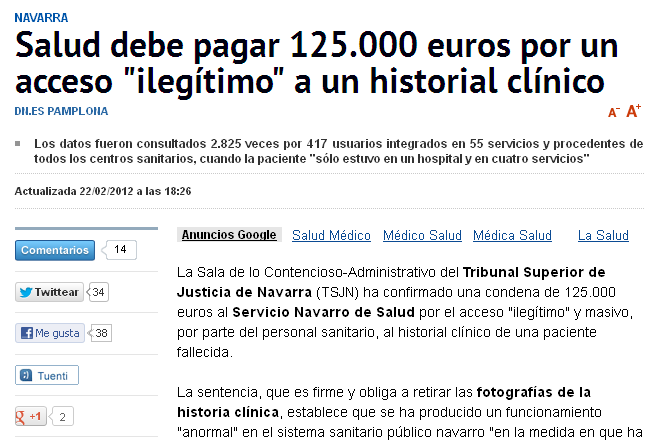 NAVARRA
Salud debe pagar 125.000 euros por un
acceso "ilegítimo" a un historial clínico
DN.ES PAMPLONA
A- A+
Los datos fueron consultados 2.825 veces por 417 usuarios integrados en 55 servicios y procedentes de
todos los centros sanitarios, cuando la paciente "sólo estuvo en un hospital y en cuatro servicios"
Actualizada 22/02/2012 a las 18:26
Comentarios 14
Twittear 34
Me gusta 38
Tuenti
+1 2
Anuncios Google Salud Médico Médico Salud Médica Salud La Salud
La Sala de lo Contencioso-Administrativo del Tribunal Superior de
Justicia de Navarra (TSJN) ha confirmado una condena de 125.000
euros al Servicio Navarro de Salud por el acceso "ilegítimo" y masivo,
por parte del personal sanitario, al historial clínico de una paciente
fallecida.
La sentencia, que es firme y obliga a retirar las fotografías de la
historia clínica, establece que se ha producido un funcionamiento
"anormal" en el sistema sanitario público navarro "en la medida en que ha